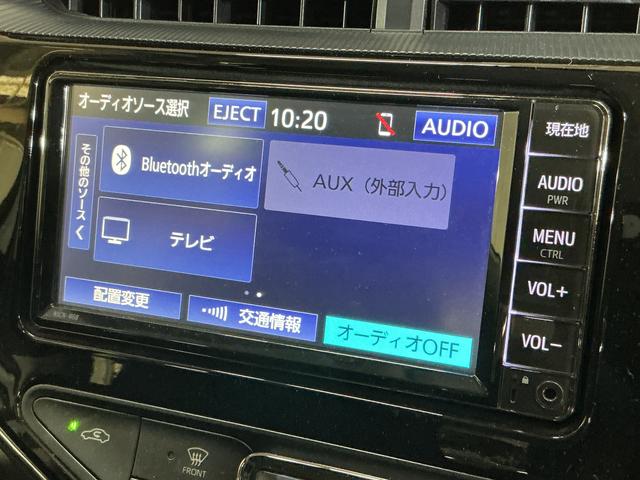 オーディオソース選択 EJECT 10:20 AUDIO
その他のソース
Bluetoothオーディオ
AUX（外部入力）
テレビ
配置変更
交通情報
オーディオOFF
現在地
AUDIO
PWR
MENU
CTRL
VOL+
VOL−
FRONT